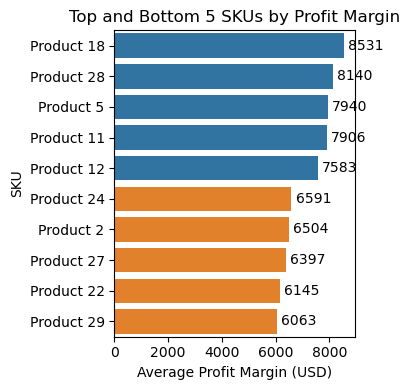 Top and Bottom 5 SKUs by Profit Margin
Product 18 8531
Product 28 8140
Product 5 7940
Product 11 7906
Product 12 7583
Product 24 6591
Product 2 6504
Product 27 6397
Product 22 6145
Product 29 6063
SKU
0 2000 4000 6000 8000
Average Profit Margin (USD)